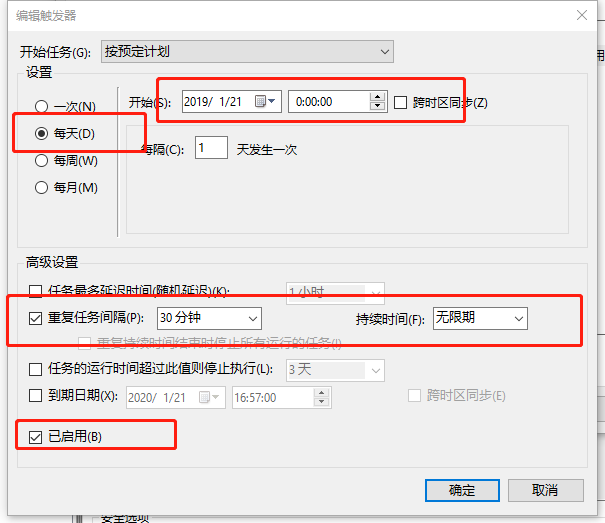 编辑触发器
开始任务(G): 按预定计划
设置
一次(N)
每天(D)
每周(W)
每月(M)
开始(S): 2019/ 1/21 0:00:00 跨时区同步(Z)
每隔(C): 1 天发生一次
高级设置
任务最多延迟时间(随机延迟)(K): 1 小时
重复任务间隔(P): 30 分钟 持续时间(F): 无限期
重复持续时间结束时停止所有运行的任务(I)
任务的运行时间超过此值则停止执行(L): 3 天
到期日期(X): 2020/ 1/21 16:57:00 跨时区同步(E)
已启用(B)
确定 取消
安全选项